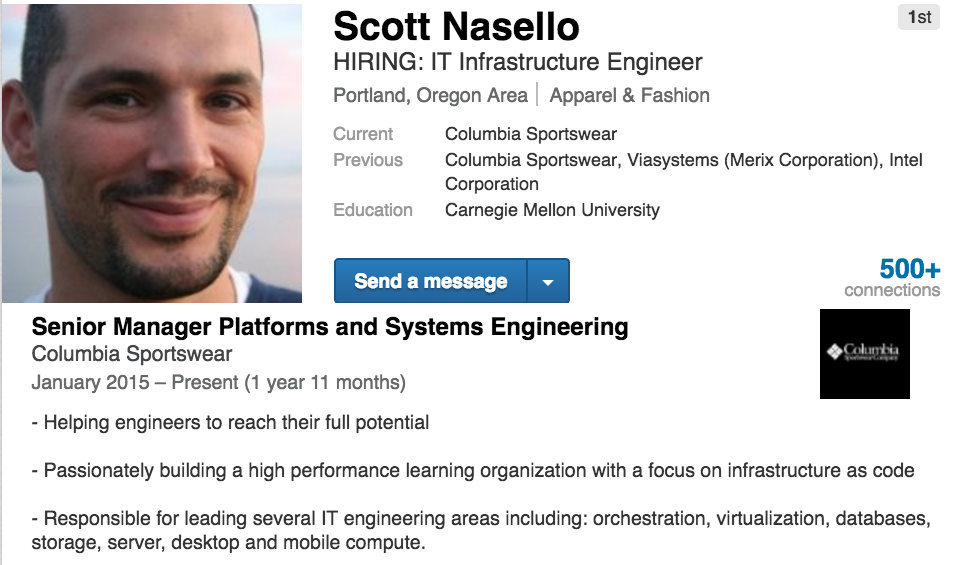 Scott Nasello
1st
HIRING: IT Infrastructure Engineer
Portland, Oregon Area | Apparel & Fashion
Current Columbia Sportswear
Previous Columbia Sportswear, Viasystems (Merix Corporation), Intel
Corporation
Education Carnegie Mellon University
Send a message
500+
connections
Senior Manager Platforms and Systems Engineering
Columbia Sportswear
January 2015 – Present (1 year 11 months)
Columbia
Sportswear Company
- Helping engineers to reach their full potential
- Passionately building a high performance learning organization with a focus on infrastructure as code
- Responsible for leading several IT engineering areas including: orchestration, virtualization, databases,
storage, server, desktop and mobile compute.